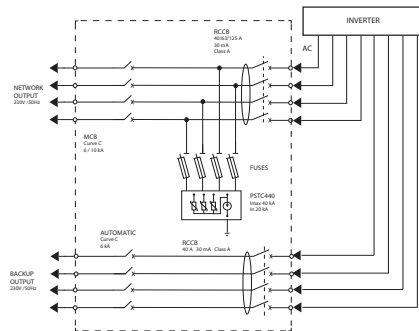 RCCB
40/63/125 A
30 mA
Class A
INVERTER
AC
NETWORK
OUTPUT
230V /50Hz
MCB
Curve C
6 / 10 kA
FUSES
PSTC440
Imax 40 kA
In 20 kA
AUTOMATIC
Curve C
6 kA
RCCB
40 A 30 mA Class A
BACKUP
OUTPUT
230V /50Hz